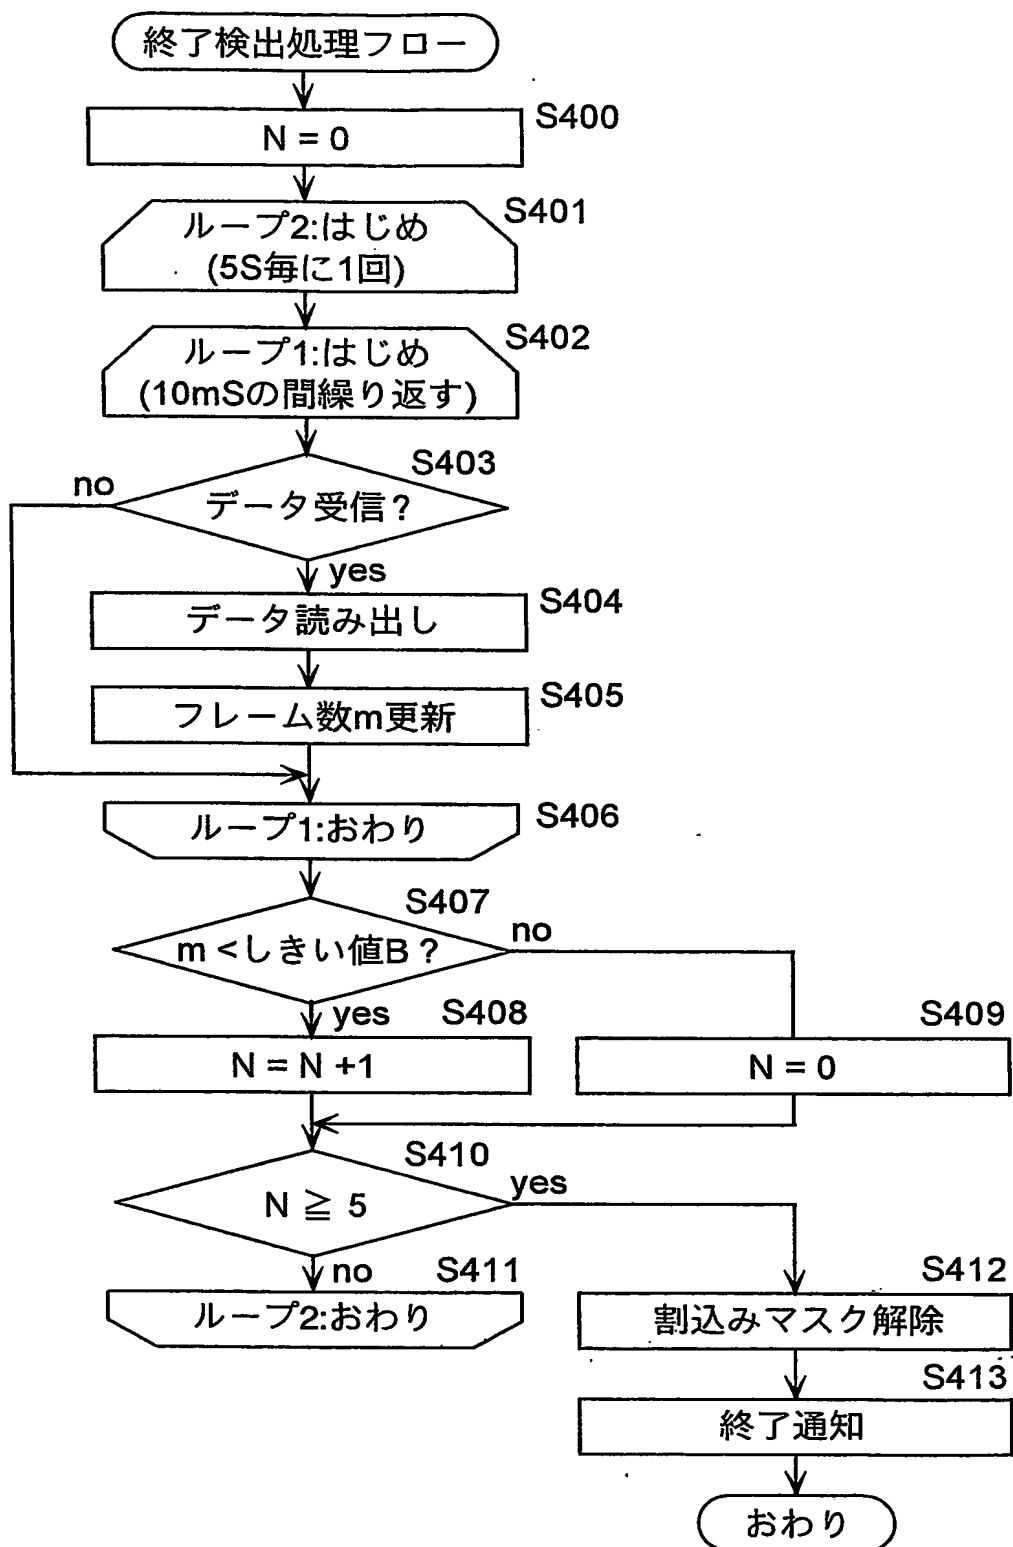 終了検出処理フロー
S400
N = 0
S401
ループ2:はじめ
(5S毎に1回)
S402
ループ1:はじめ
(10mSの間繰り返す)
S403
no
データ受信？
yes
S404
データ読み出し
S405
フレーム数m更新
S406
ループ1:おわり
S407
m <しきい値B？
no
yes
S408
N = N +1
S409
N = 0
S410
N ≧ 5
yes
no
S411
ループ2:おわり
S412
割込みマスク解除
S413
終了通知
おわり